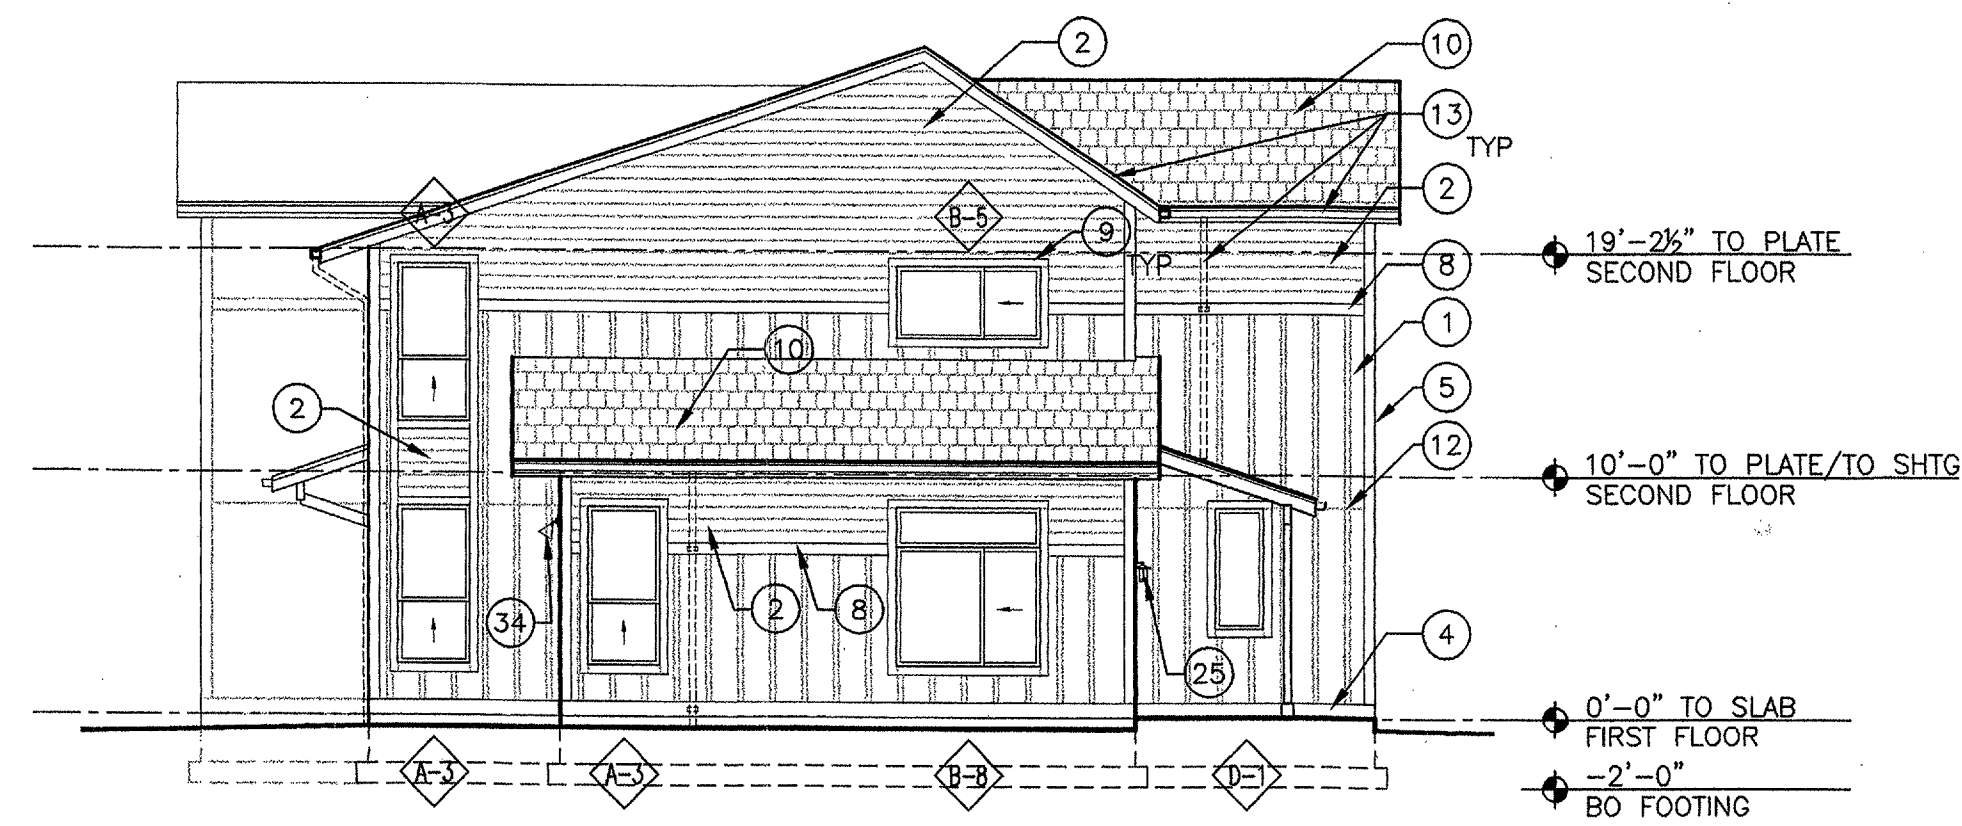 2
10
13
TYP
2
A-3
B-5
9
TYP
19'-2½" TO PLATE
SECOND FLOOR
8
1
10
5
2
12
10'-0" TO PLATE/TO SHTG
SECOND FLOOR
34
2
8
25
4
0'-0" TO SLAB
FIRST FLOOR
A-3
A-3
B-8
D-1
-2'-0"
BO FOOTING